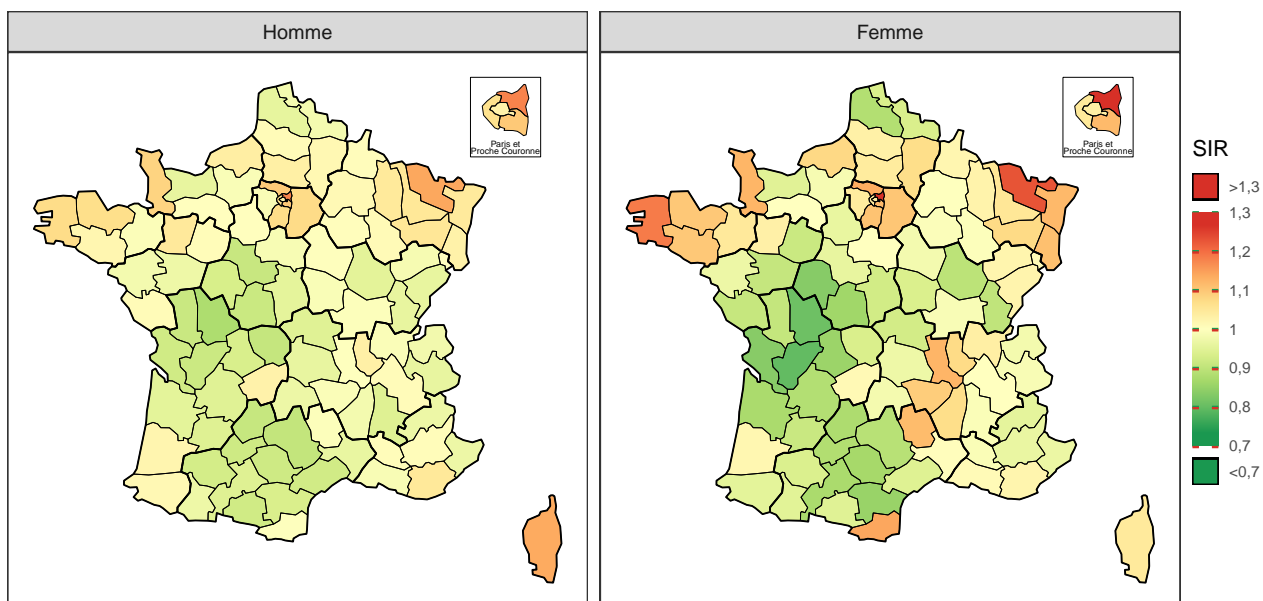 Homme
Femme
Paris et
Proche Couronne
Paris et
Proche Couronne
SIR
>1,3
1,3
1,2
1,1
1
0,9
0,8
0,7
<0,7